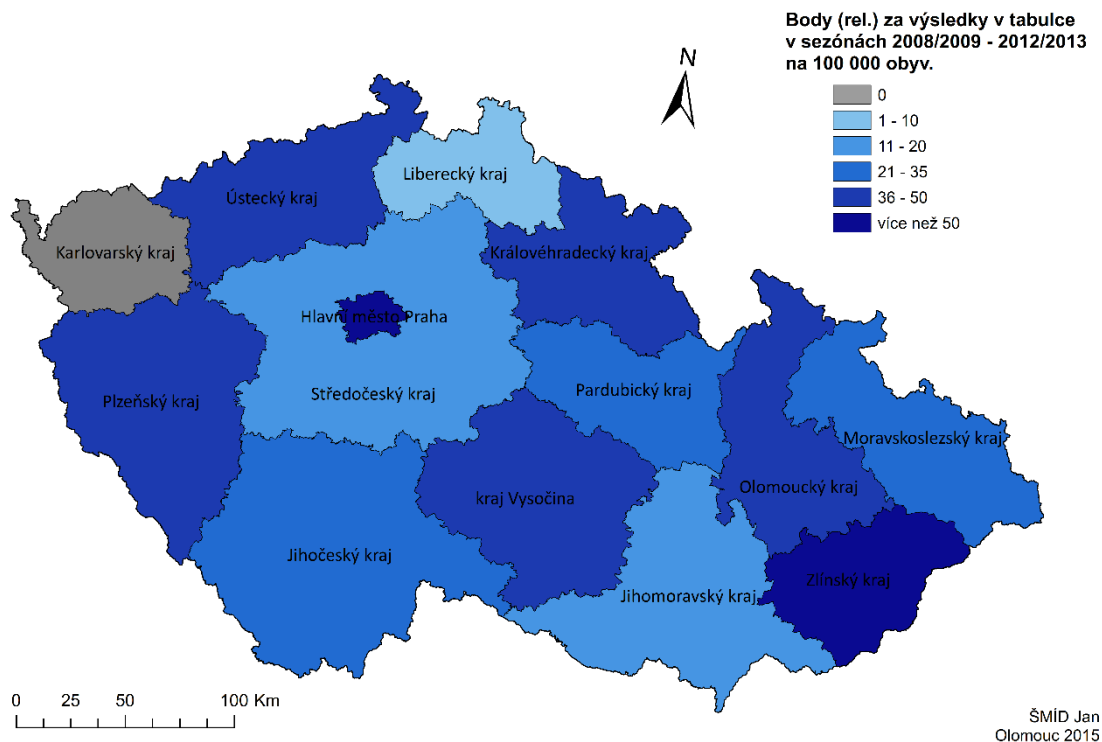 Body (rel.) za výsledky v tabulce
v sezónách 2008/2009 - 2012/2013
na 100 000 obyv.
0
1 - 10
11 - 20
21 - 35
36 - 50
více než 50
N
Liberecký kraj
Ústecký kraj
Karlovarský kraj
Královéhradecký kraj
Hlavní město Praha
Středočeský kraj
Pardubický kraj
Plzeňský kraj
Moravskoslezský kraj
Olomoucký kraj
kraj Vysočina
Jihočeský kraj
Zlínský kraj
Jihomoravský kraj
0 25 50 100 Km
ŠMÍD Jan
Olomouc 2015